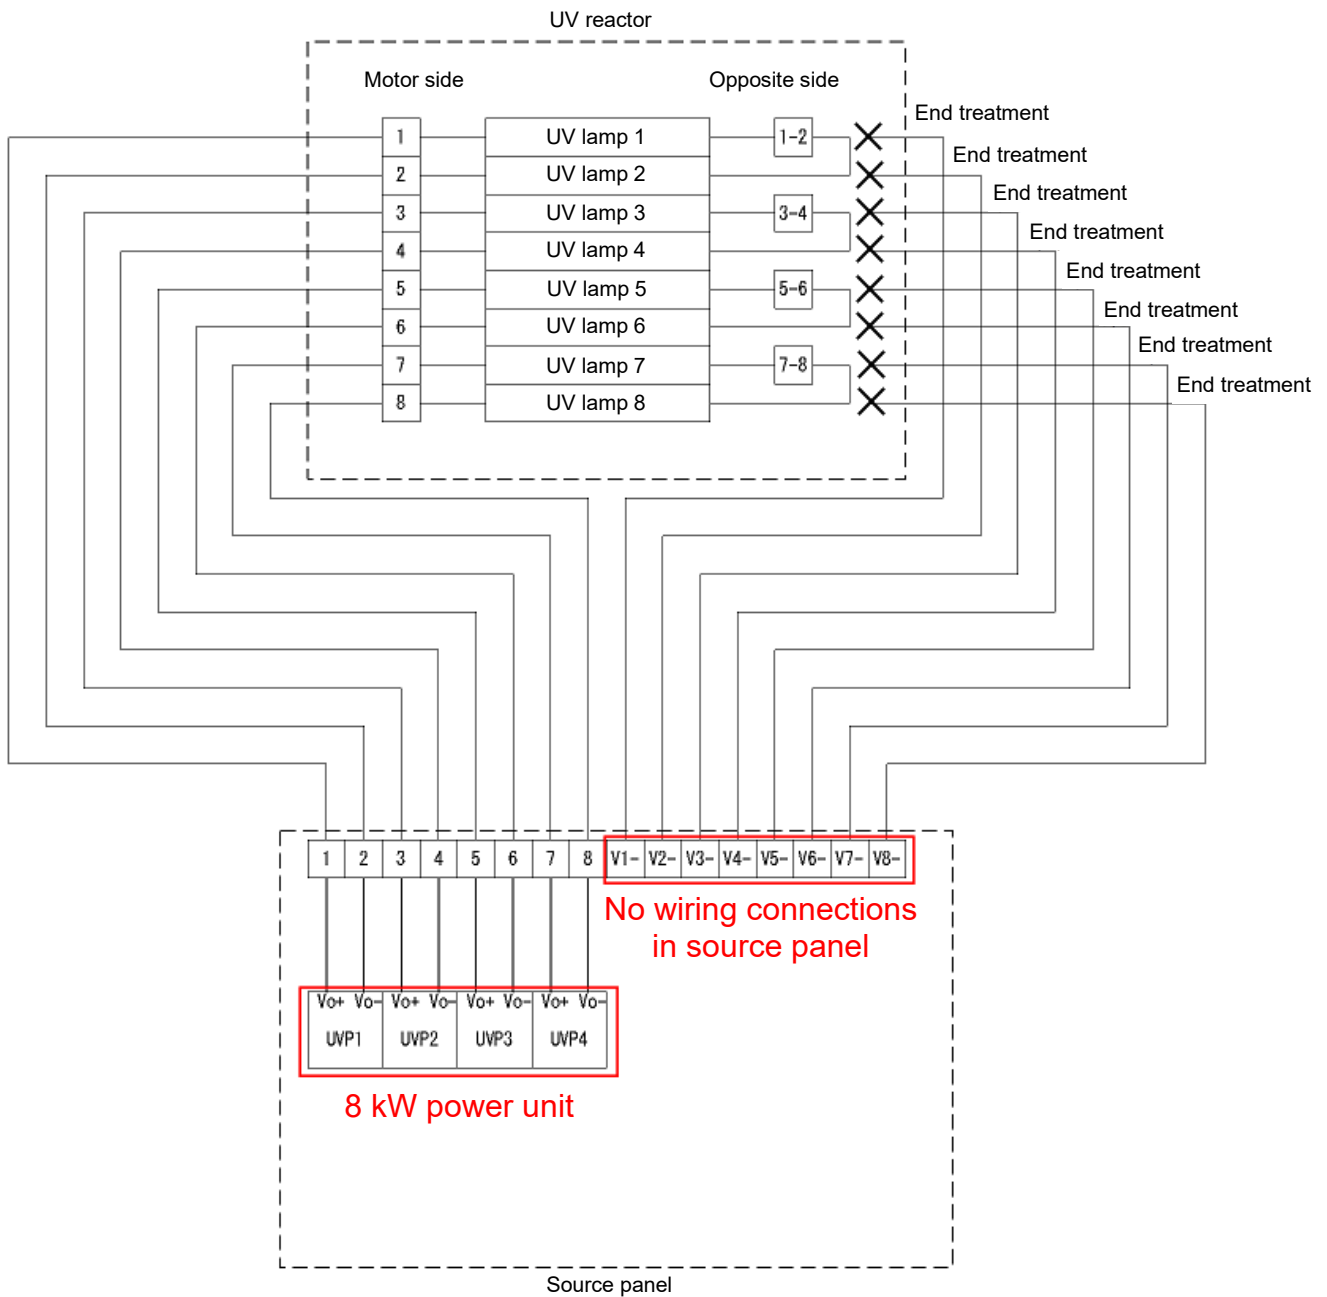 UV reactor
Motor side
Opposite side
End treatment
1 UV lamp 1 1-2
End treatment
2 UV lamp 2
End treatment
3 UV lamp 3 3-4
End treatment
4 UV lamp 4
End treatment
5 UV lamp 5 5-6
End treatment
6 UV lamp 6
End treatment
7 UV lamp 7 7-8
End treatment
8 UV lamp 8
1 2 3 4 5 6 7 8 V1- V2- V3- V4- V5- V6- V7- V8-
No wiring connections
in source panel
Vo+ Vo- Vo+ Vo- Vo+ Vo- Vo+ Vo-
UVP1 UVP2 UVP3 UVP4
8 kW power unit
Source panel